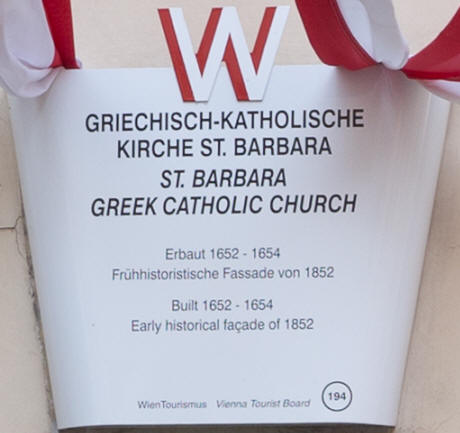 W
GRIECHISCH-KATHOLISCHE
KIRCHE ST. BARBARA
ST. BARBARA
GREEK CATHOLIC CHURCH
Erbaut 1652 - 1654
Frühhistoristische Fassade von 1852
Built 1652 - 1654
Early historical façade of 1852
WienTourismus Vienna Tourist Board 194